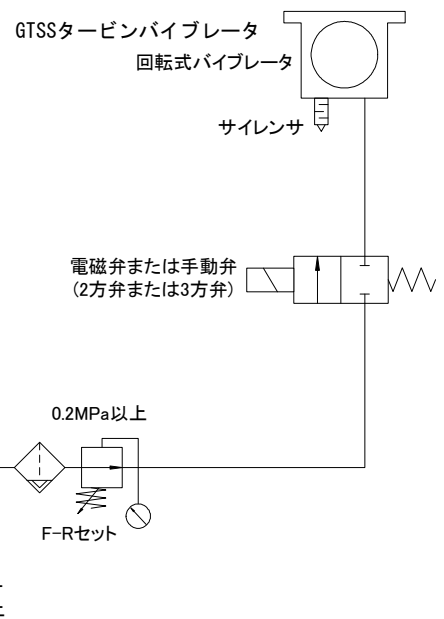 GTSSタービンバイブレータ
回転式バイブレータ
サイレンサ
電磁弁または手動弁
(2方弁または3方弁)
0.2MPa以上
F-Rセット